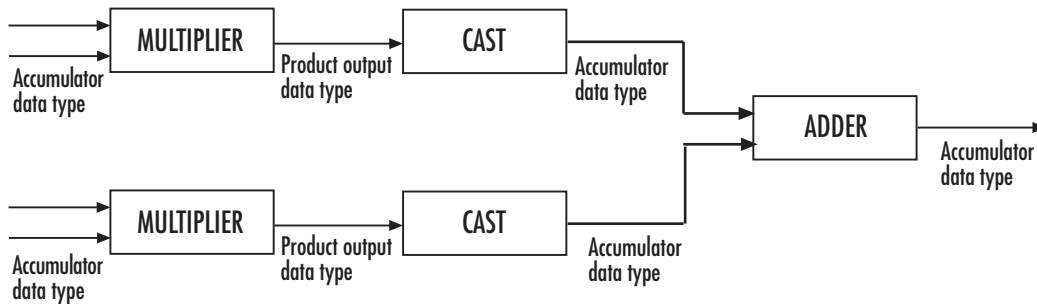 MULTIPLIER
CAST
Accumulator
data type
Product output
data type
Accumulator
data type
ADDER
Accumulator
data type
MULTIPLIER
CAST
Accumulator
data type
Product output
data type
Accumulator
data type